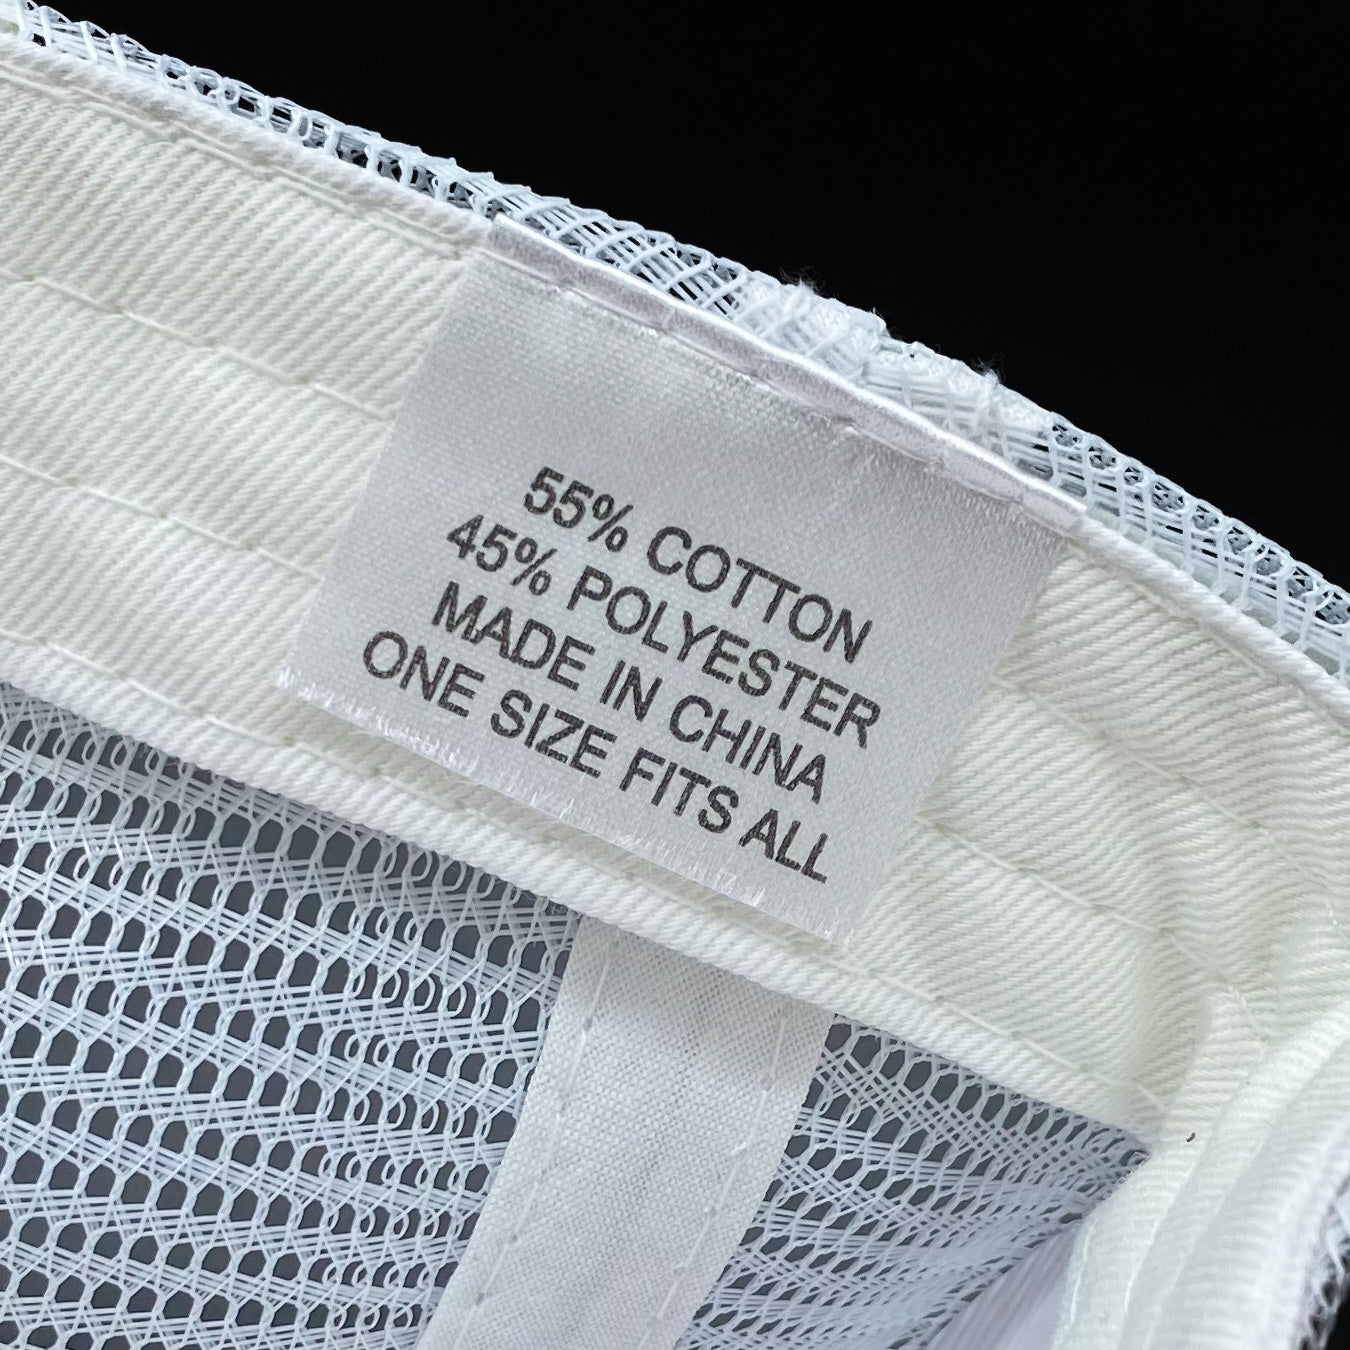 55% COTTON
45% POLYESTER
MADE IN CHINA
ONE SIZE FITS ALL